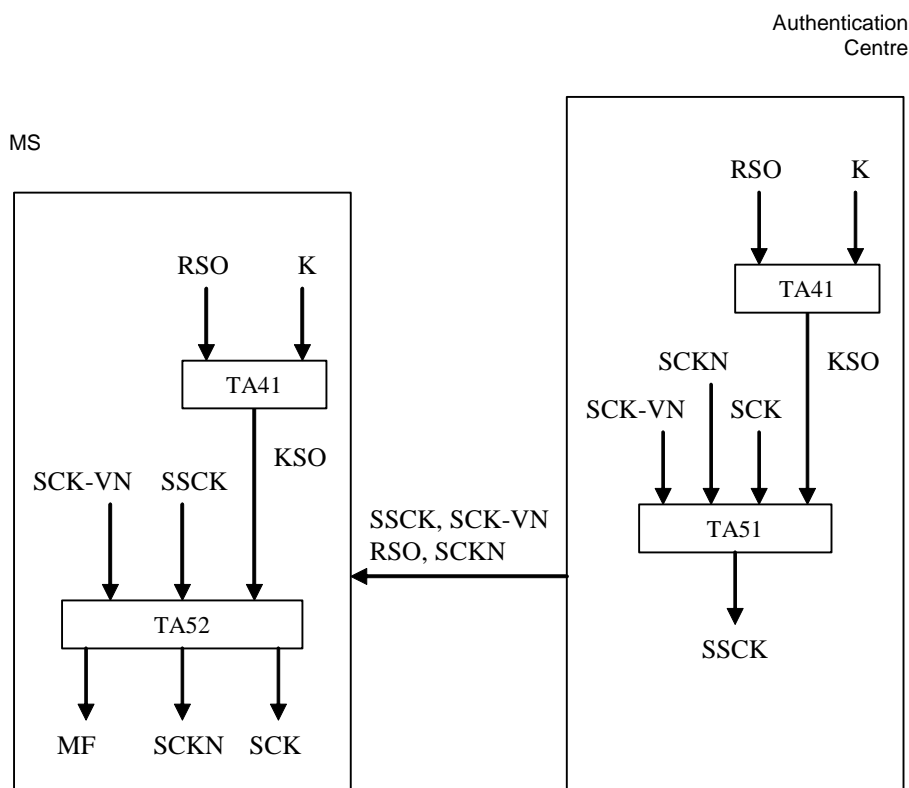 Authentication
Centre
MS
RSO K
TA41
KSO
SCK-VN SSCK
TA52
MF SCKN SCK
SSCK, SCK-VN
RSO, SCKN
RSO K
TA41
KSO
SCKN
SCK-VN SCK
TA51
SSCK